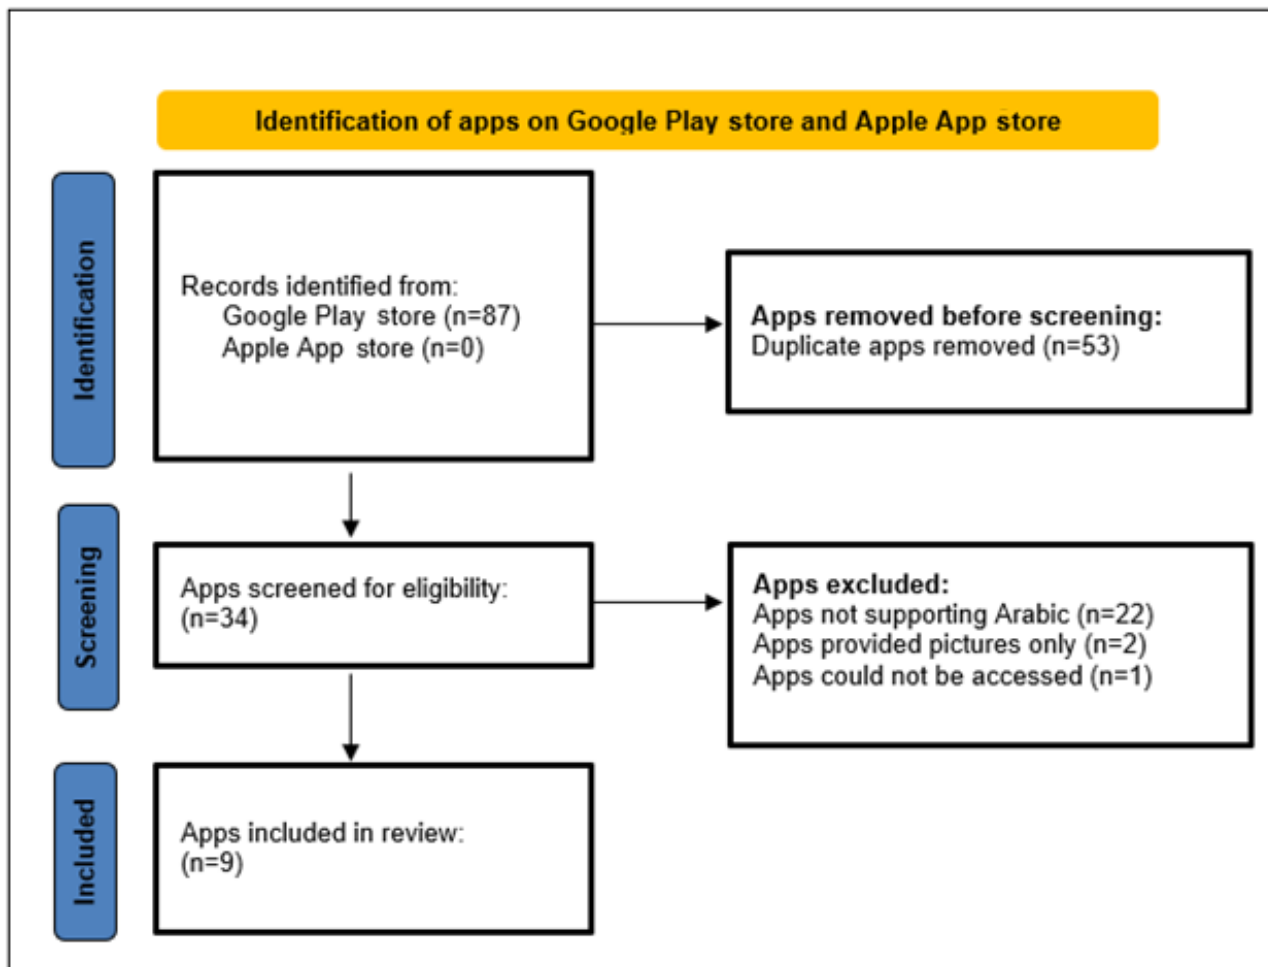 Identification of apps on Google Play store and Apple App store
Identification
Records identified from:
Google Play store (n=87)
Apple App store (n=0)
Apps removed before screening:
Duplicate apps removed (n=53)
Screening
Apps screened for eligibility:
(n=34)
Apps excluded:
Apps not supporting Arabic (n=22)
Apps provided pictures only (n=2)
Apps could not be accessed (n=1)
Included
Apps included in review:
(n=9)